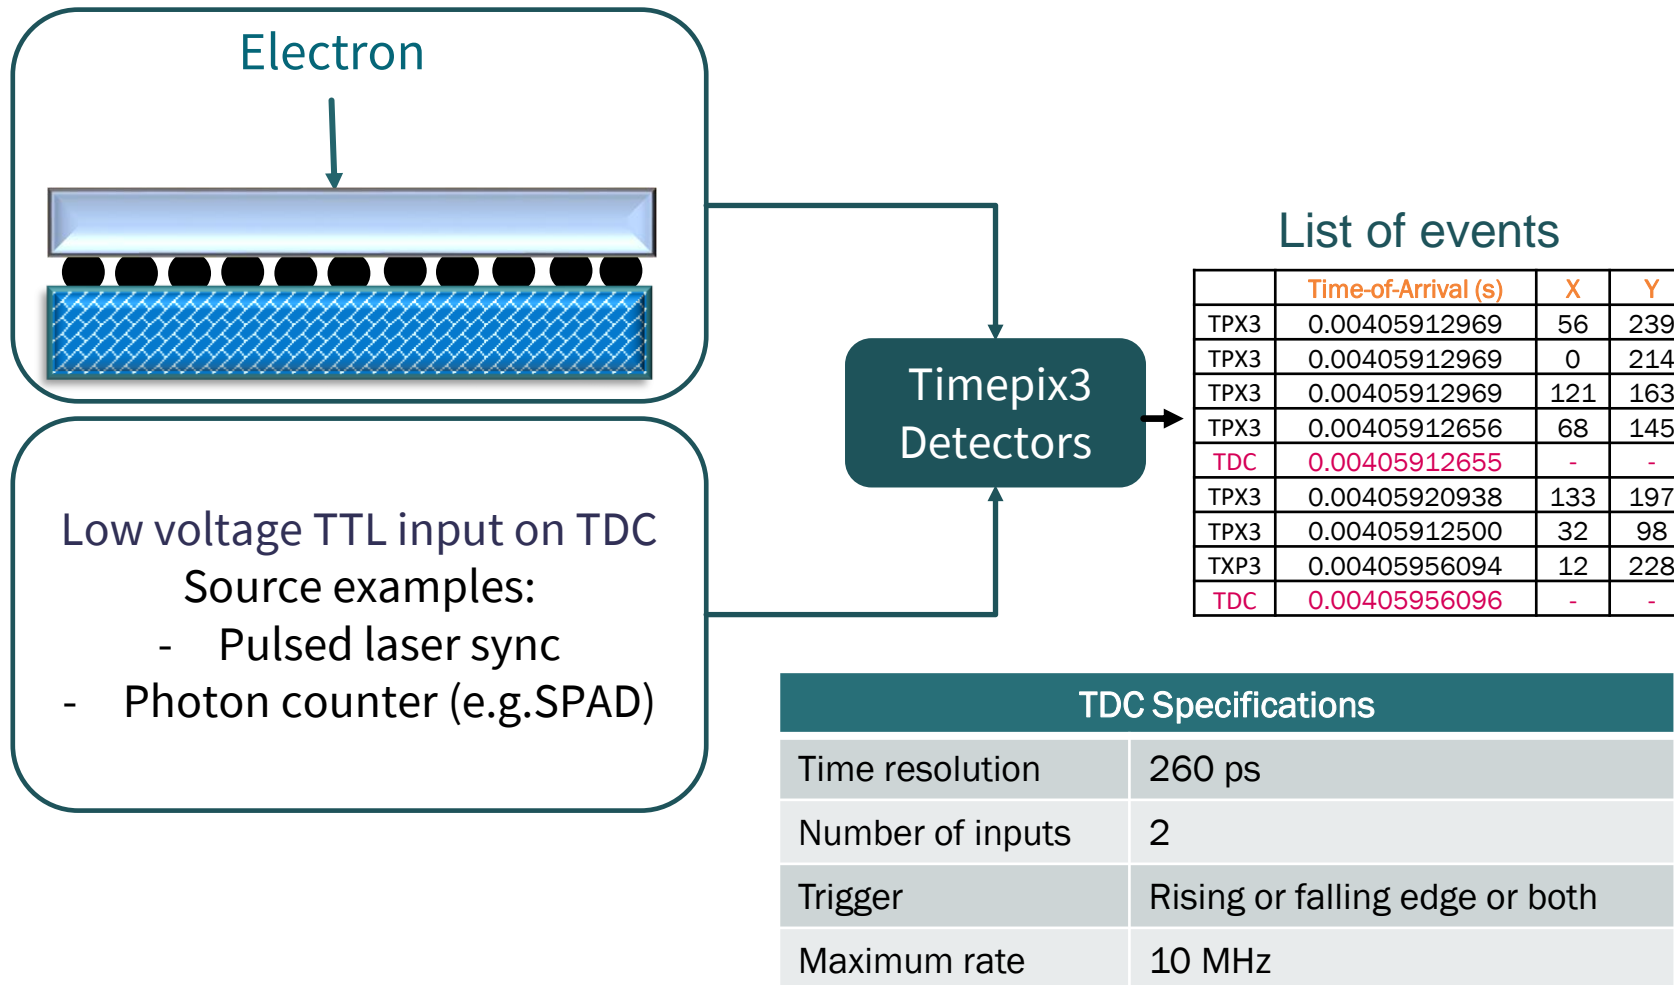 Electron
Low voltage TTL input on TDC
Source examples:
- Pulsed laser sync
- Photon counter (e.g.SPAD)
Timepix3
Detectors
List of events
Time-of-Arrival (s) X Y
TPX3 0.00405912969 56 239
TPX3 0.00405912969 0 214
TPX3 0.00405912969 121 163
TPX3 0.00405912656 68 145
TDC 0.00405912655 - -
TPX3 0.00405920938 133 197
TPX3 0.00405912500 32 98
TXP3 0.00405956094 12 228
TDC 0.00405956096 - -
TDC Specifications
Time resolution 260 ps
Number of inputs 2
Trigger Rising or falling edge or both
Maximum rate 10 MHz